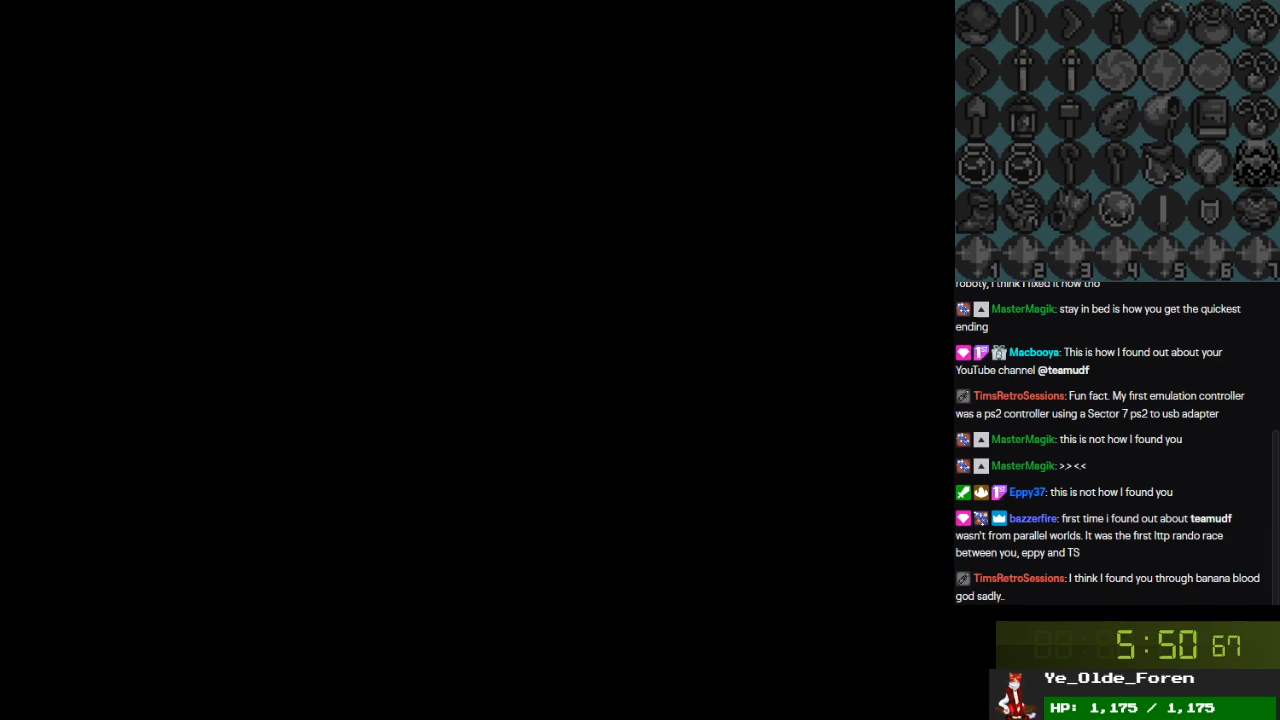 1 2 3 4 5 6 7
roboty, I think I fixed it now tho
MasterMagik: stay in bed is how you get the quickest
ending
Macbooya: This is how I found out about your
YouTube channel @teamudf
TimsRetroSessions: Fun fact. My first emulation controller
was a ps2 controller using a Sector 7 ps2 to usb adapter
MasterMagik: this is not how I found you
MasterMagik: >.> <.<
Eppy37: this is not how I found you
bazzerfire: first time i found out about teamudf
wasn't from parallel worlds. It was the first lttp rando race
between you, eppy and TS
TimsRetroSessions: I think I found you through banana blood
god sadly..
5:50 67
Ye_Olde_Foren
HP: 1,175 / 1,175